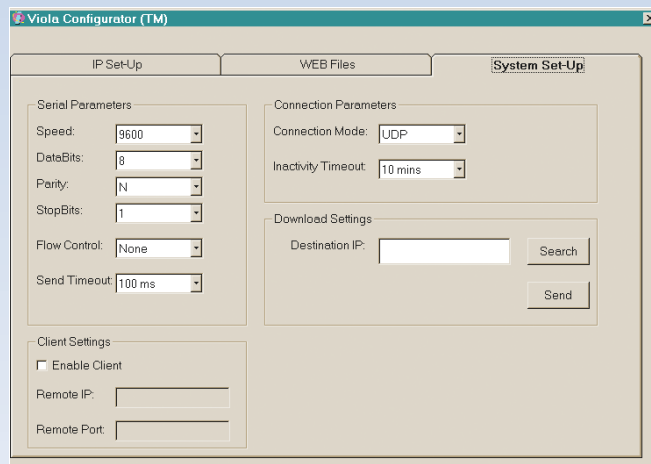 Viola Configurator (TM)
IP Set-Up
WEB Files
System Set-Up
Serial Parameters
Speed: 9600
DataBits: 8
Parity: N
StopBits: 1
Flow Control: None
Send Timeout: 100 ms
Connection Parameters
Connection Mode: UDP
Inactivity Timeout: 10 mins
Download Settings
Destination IP:
Search
Send
Client Settings
Enable Client
Remote IP:
Remote Port: